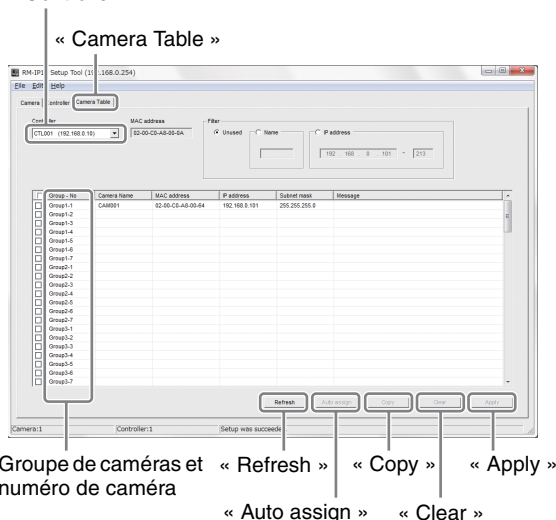 « Camera Table »
RM-IP1 Setup Tool (19 .168.0.254)
File Edit Help
Camera Controller Camera Table
Controller MAC address Filter
CTL001 (192.168.0.10) 02-00-C0-A8-00-0A Unused Name IP address
192 . 168 . 0 . 101 - 213
Group - No Camera Name MAC address IP address Subnet mask Message
Group1-1 CAM001 02-00-C0-A8-00-64 192.168.0.101 255.255.255.0
Group1-2
Group1-3
Group1-4
Group1-5
Group1-6
Group1-7
Group2-1
Group2-2
Group2-3
Group2-4
Group2-5
Group2-6
Group2-7
Group3-1
Group3-2
Group3-3
Group3-4
Group3-5
Group3-6
Group3-7
Refresh Auto assign Copy Clear Apply
Camera:1 Controller:1 Setup was succeede
Groupe de caméras et
numéro de caméra
« Refresh » « Copy » « Apply »
« Auto assign » « Clear »